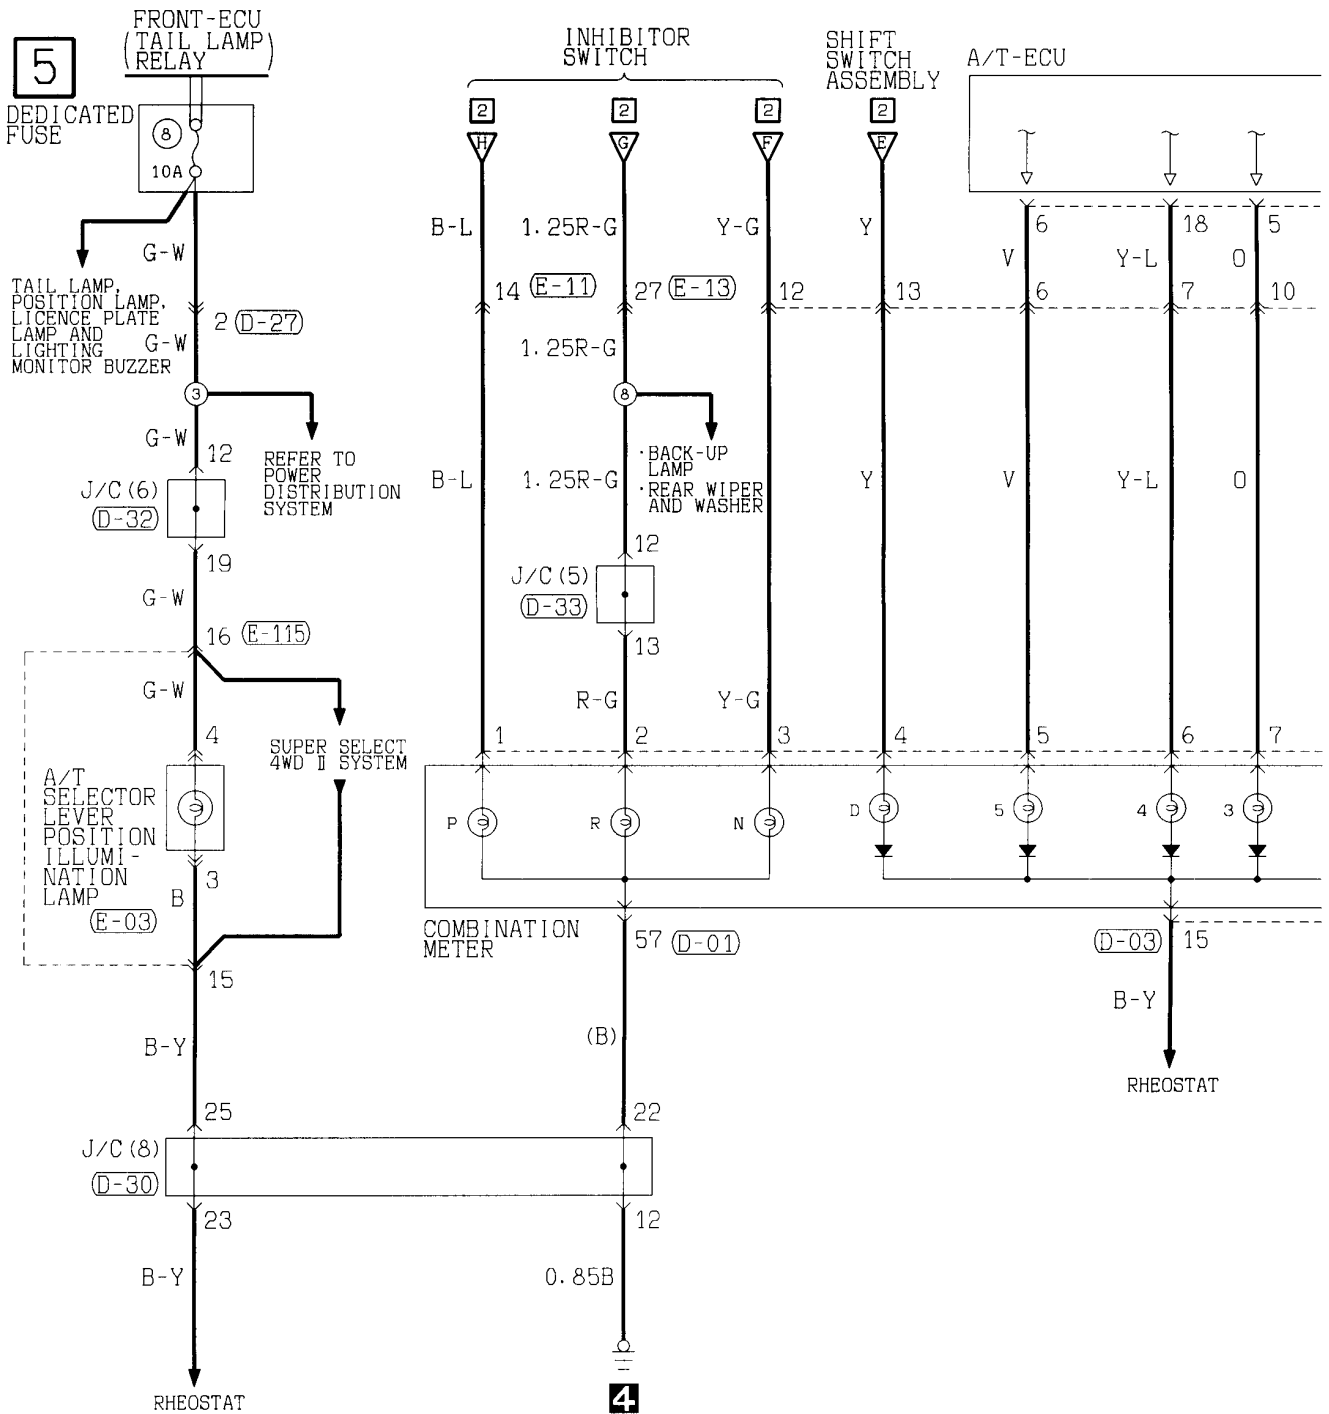 5
FRONT-ECU
(TAIL LAMP)
RELAY
INHIBITOR
SWITCH
SHIFT
SWITCH
ASSEMBLY
A/T-ECU
DEDICATED
FUSE
8
10A
2
2
2
2
H
G
F
E
B-L
1.25R-G
Y-G
Y
6
18
5
G-W
V
Y-L
O
TAIL LAMP,
POSITION LAMP,
LICENCE PLATE
LAMP AND
LIGHTING
MONITOR BUZZER
14
E-11
27
E-13
12
13
6
7
10
2
D-27
G-W
1.25R-G
3
8
G-W
12
REFER TO
POWER
DISTRIBUTION
SYSTEM
·BACK-UP
LAMP
·REAR WIPER
AND WASHER
B-L
1.25R-G
Y
V
Y-L
O
J/C(6)
D-32
19
12
J/C(5)
D-33
13
G-W
16
E-115
G-W
R-G
Y-G
4
SUPER SELECT
4WD II SYSTEM
1
2
3
4
5
6
7
A/T
SELECTOR
LEVER
POSITION
ILLUMI-
NATION
LAMP
P
R
N
D
5
4
3
3
B
E-03
COMBINATION
METER
57
D-01
D-03
15
15
B-Y
B-Y
(B)
RHEOSTAT
25
22
J/C(8)
D-30
23
12
B-Y
0.85B
RHEOSTAT
4